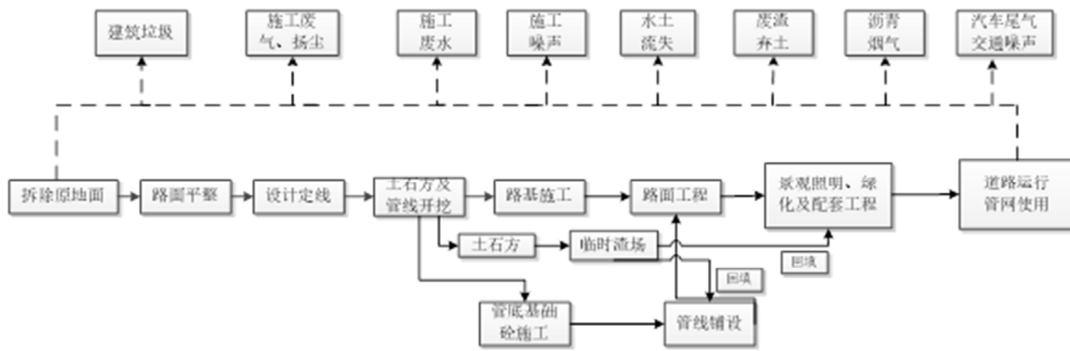 建筑垃圾
施工废
气、扬尘
施工
废水
施工
噪声
水土
流失
废渣
弃土
沥青
烟气
汽车尾气
交通噪声
拆除原地面
路面平整
设计定线
土石方及
管线开挖
路基施工
路面工程
景观照明、绿
化及配套工程
道路运行
管网使用
土石方
临时渣场
回填
回填
管底基础
砼施工
管线铺设